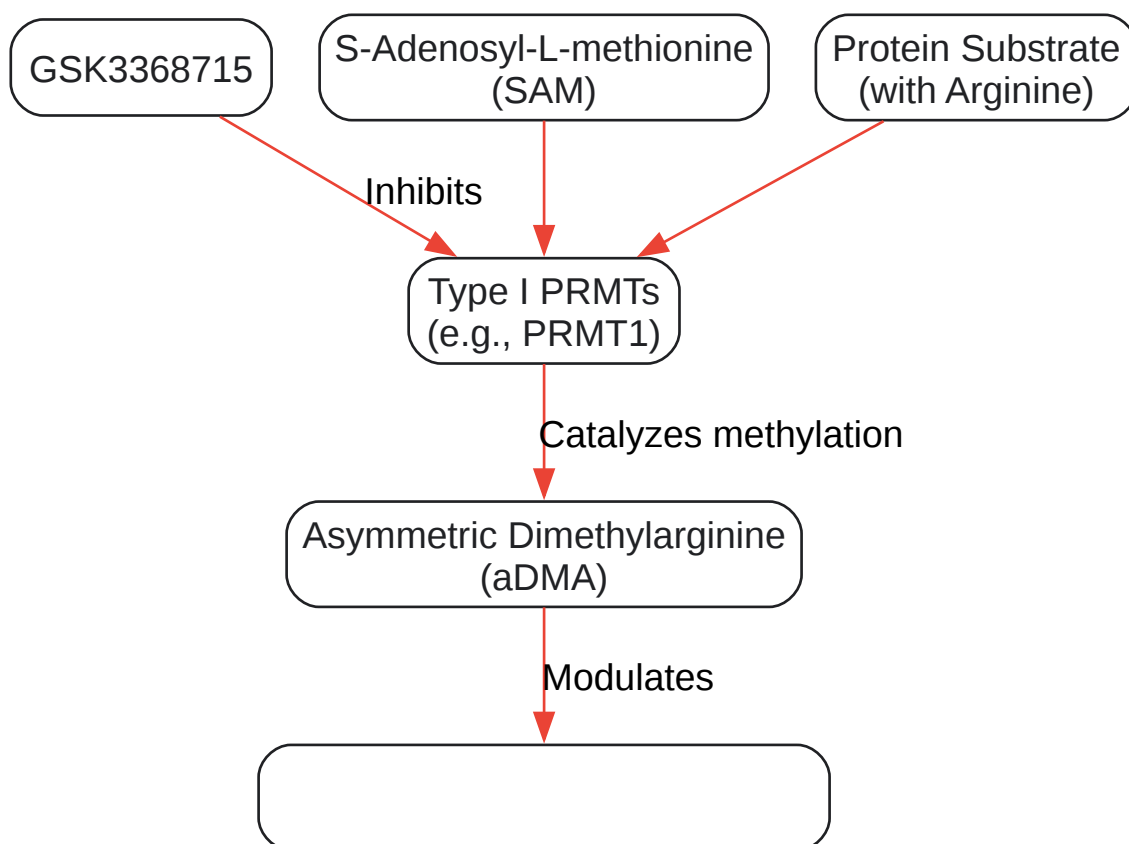 GSK3368715
S-Adenosyl-L-methionine
(SAM)
Protein Substrate
(with Arginine)
Inhibits
Type I PRMTs
(e.g., PRMT1)
Catalyzes methylation
Asymmetric Dimethylarginine
(aDMA)
Modulates